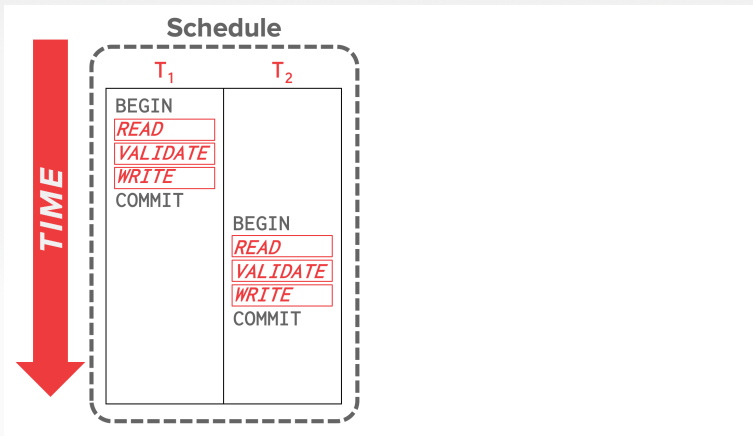 Schedule
TIME
T1 T2
BEGIN
READ
VALIDATE
WRITE
COMMIT
BEGIN
READ
VALIDATE
WRITE
COMMIT